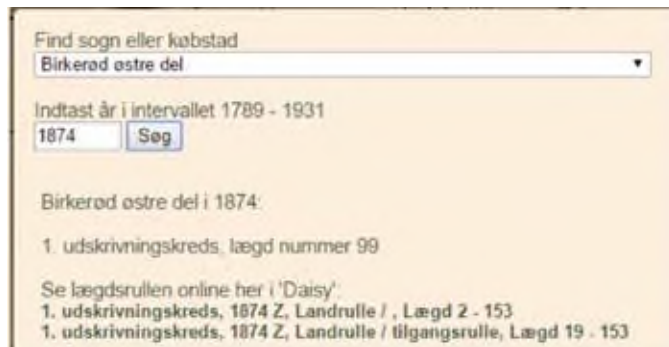 Find sogn eller købstad
Birkerød østre del
Indtast år i intervallet 1789 - 1931
1874 Søg
Birkerød østre del i 1874:
1. udskrivningskreds, lægd nummer 99
Se lægdsrullen online her i 'Daisy':
1. udskrivningskreds, 1874 Z, Landrulle / , Lægd 2 - 153
1. udskrivningskreds, 1874 Z, Landrulle / tilgangsrulle, Lægd 19 - 153